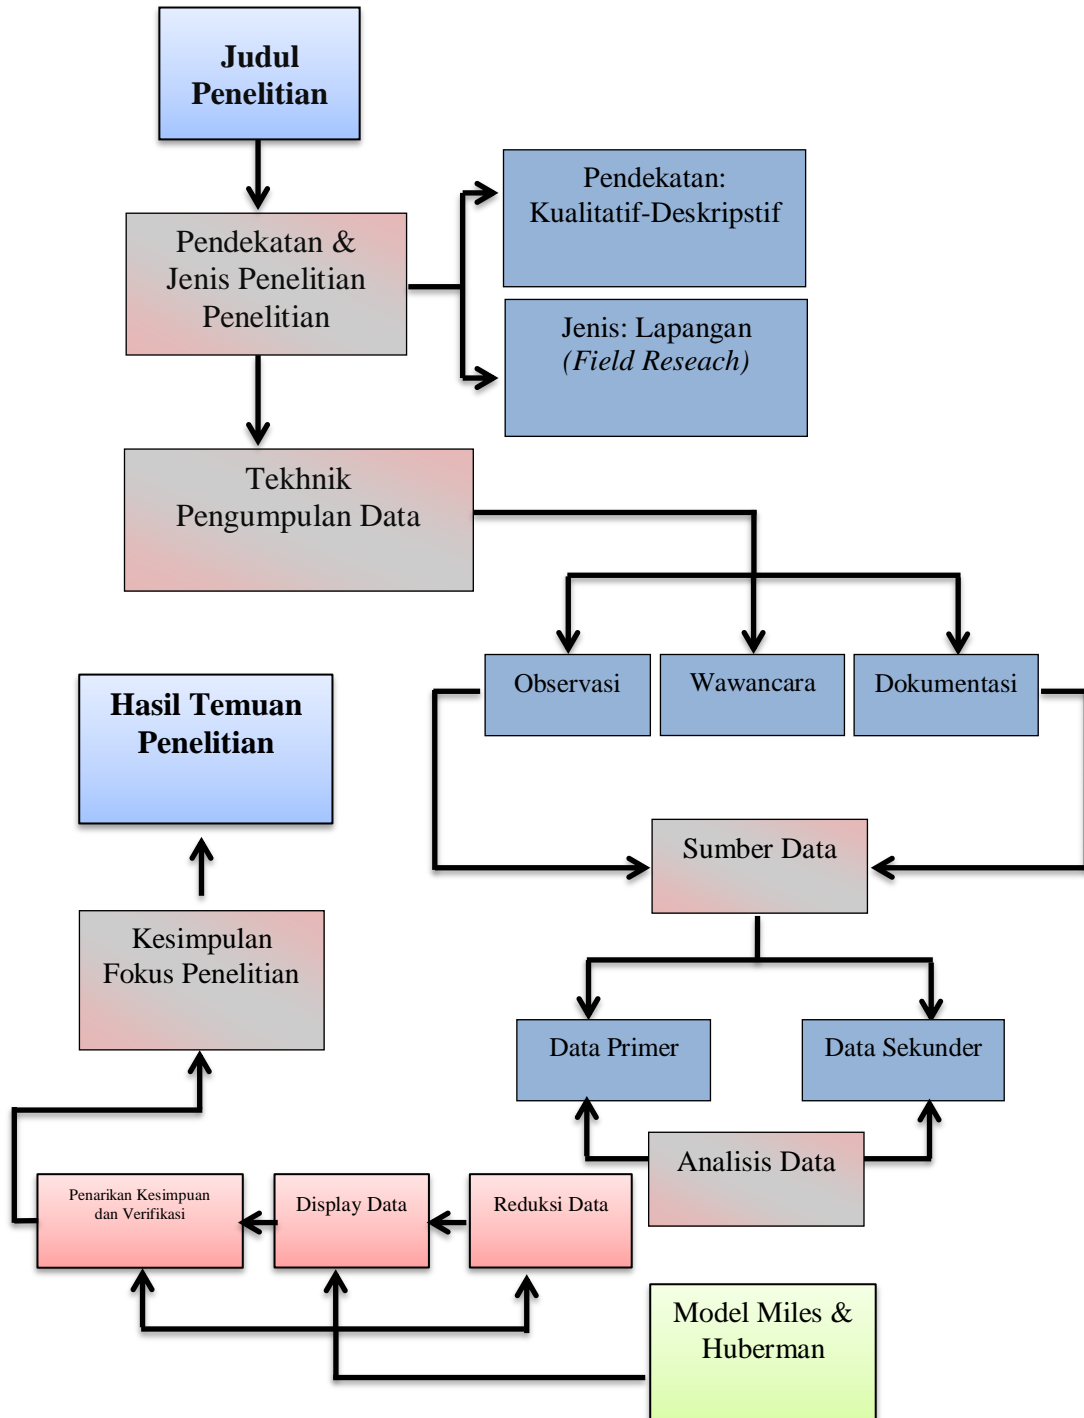 Judul
Penelitian
Pendekatan:
Kualitatif-Deskripstif
Pendekatan &
Jenis Penelitian
Penelitian
Jenis: Lapangan
(Field Reseach)
Tekhnik
Pengumpulan Data
Observasi
Wawancara
Dokumentasi
Hasil Temuan
Penelitian
Sumber Data
Kesimpulan
Fokus Penelitian
Data Primer
Data Sekunder
Analisis Data
Penarikan Kesimpuan
dan Verifikasi
Display Data
Reduksi Data
Model Miles &
Huberman